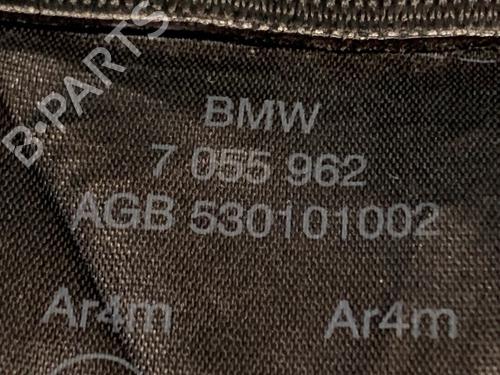 B-PARTS
BMW
7 055 962
AGB 530101002
Ar4m Ar4m